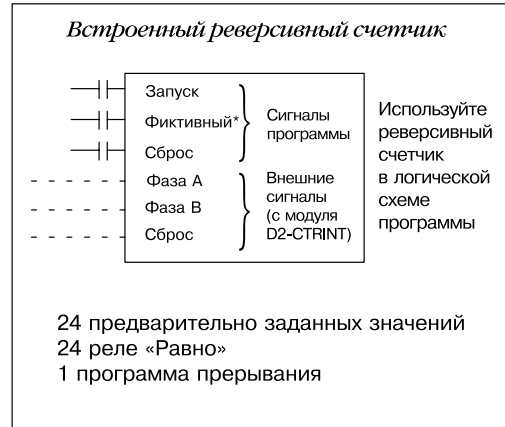 Встроенный реверсивный счетчик
Запуск
Фиктивный*
Сброс
Сигналы
программы
Фаза А
Фаза В
Сброс
Внешние
сигналы
(с модуля
D2-CTRINT)
Используйте
реверсивный
счетчик
в логической
схеме
программы
24 предварительно заданных значений
24 реле «Равно»
1 программа прерывания